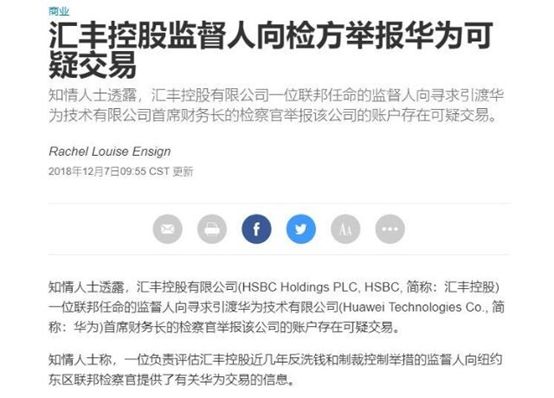 商业
汇丰控股监督人向检方举报华为可
疑交易
知情人士透露，汇丰控股有限公司一位联邦任命的监督人向寻求引渡华
为技术有限公司首席财务长的检察官举报该公司的账户存在可疑交易。
Rachel Louise Ensign
2018年12月7日09:55 CST 更新
f
AA
知情人士透露，汇丰控股有限公司(HSBC Holdings PLC, HSBC, 简称：汇丰控股)
一位联邦任命的监督人向寻求引渡华为技术有限公司(Huawei Technologies Co., 简
称：华为)首席财务长的检察官举报该公司的账户存在可疑交易。
知情人士称，一位负责评估汇丰控股近几年反洗钱和制裁控制举措的监督人向纽约
东区联邦检察官提供了有关华为交易的信息。